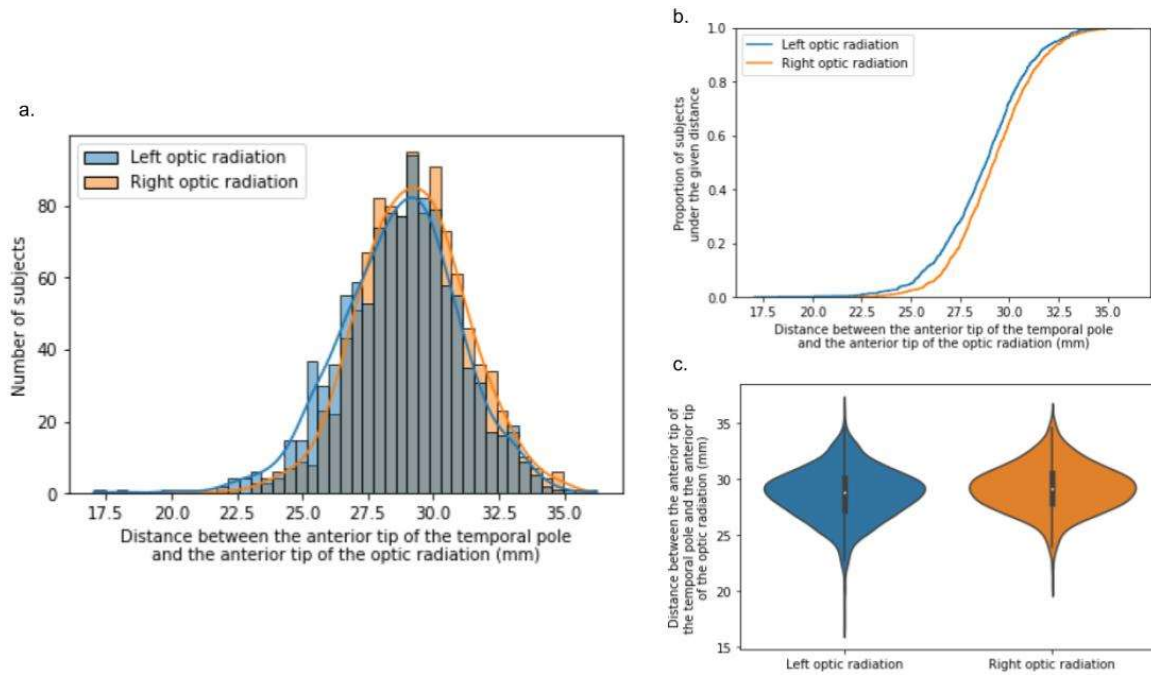 a.
Left optic radiation
Right optic radiation
Number of subjects
80
60
40
20
0
17.5 20.0 22.5 25.0 27.5 30.0 32.5 35.0
Distance between the anterior tip of the temporal pole
and the anterior tip of the optic radiation (mm)
b.
Left optic radiation
Right optic radiation
Proportion of subjects
under the given distance
1.0
0.8
0.6
0.4
0.2
0.0
17.5 20.0 22.5 25.0 27.5 30.0 32.5 35.0
Distance between the anterior tip of the temporal pole
and the anterior tip of the optic radiation (mm)
c.
Distance between the anterior tip of
the temporal pole and the anterior tip
of the optic radiation (mm)
35
30
25
20
15
Left optic radiation
Right optic radiation